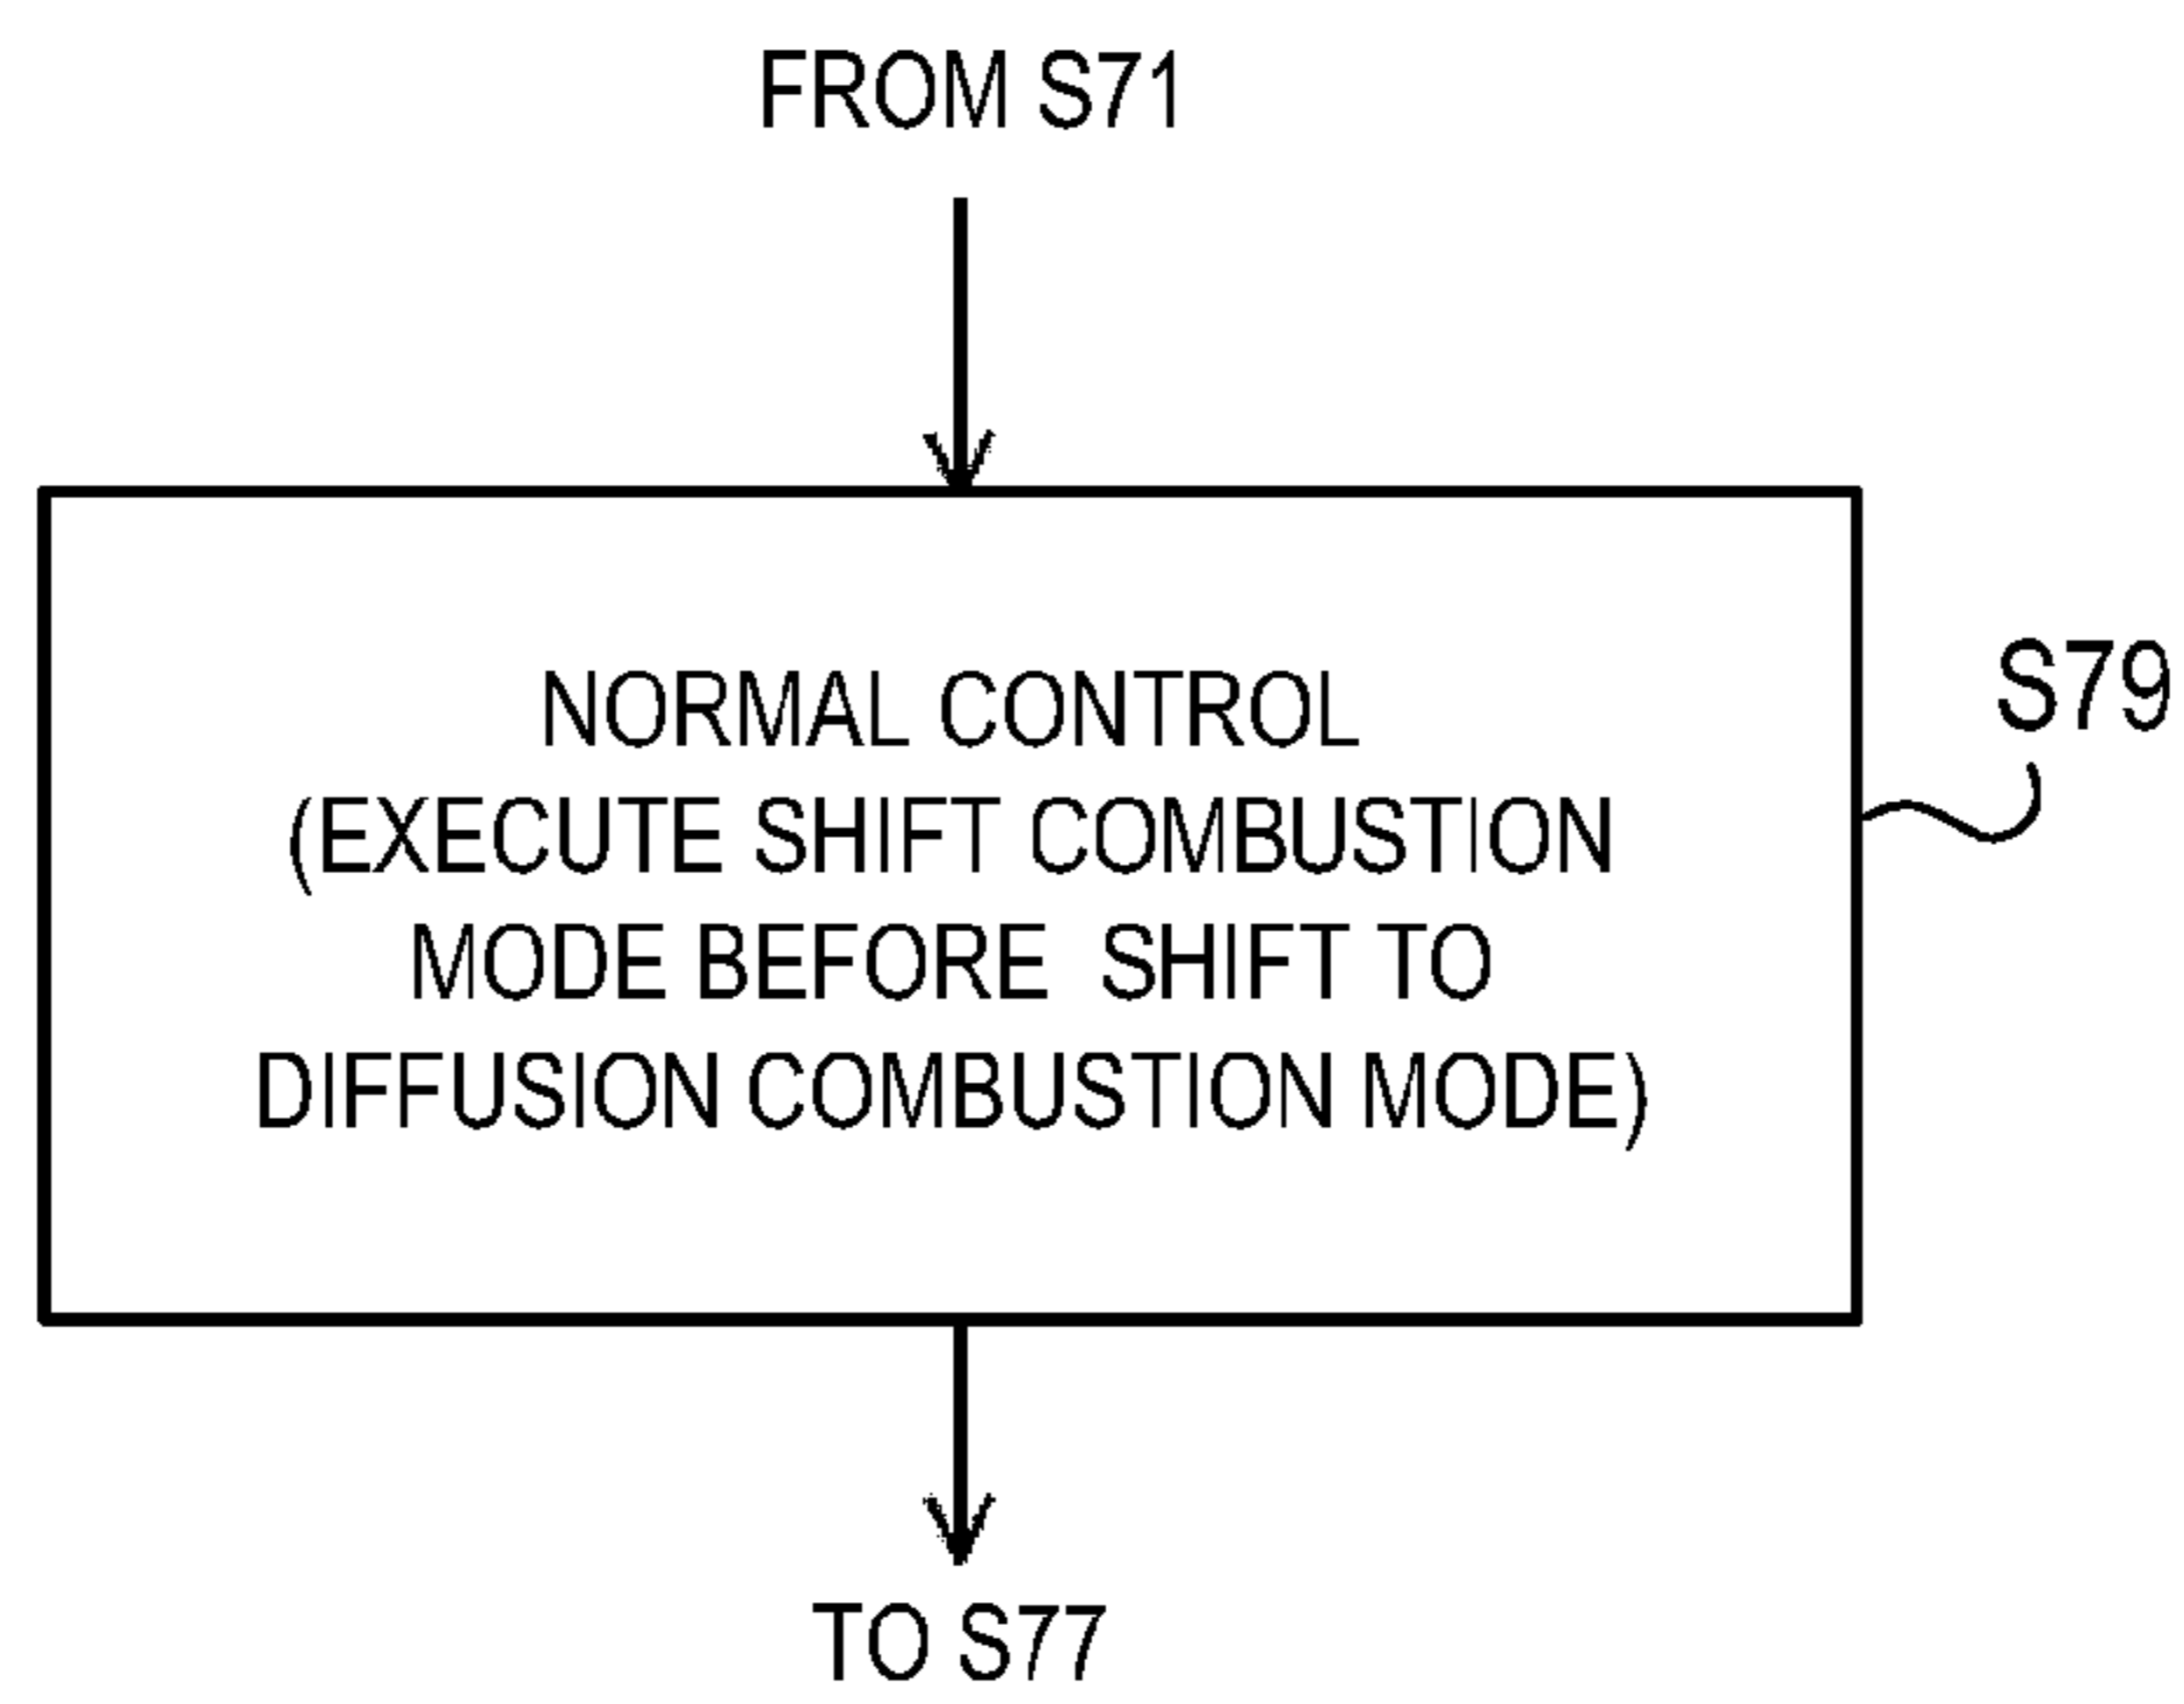 FROM S71
NORMAL CONTROL
(EXECUTE SHIFT COMBUSTION
MODE BEFORE SHIFT TO
DIFFUSION COMBUSTION MODE)
S79
TO S77